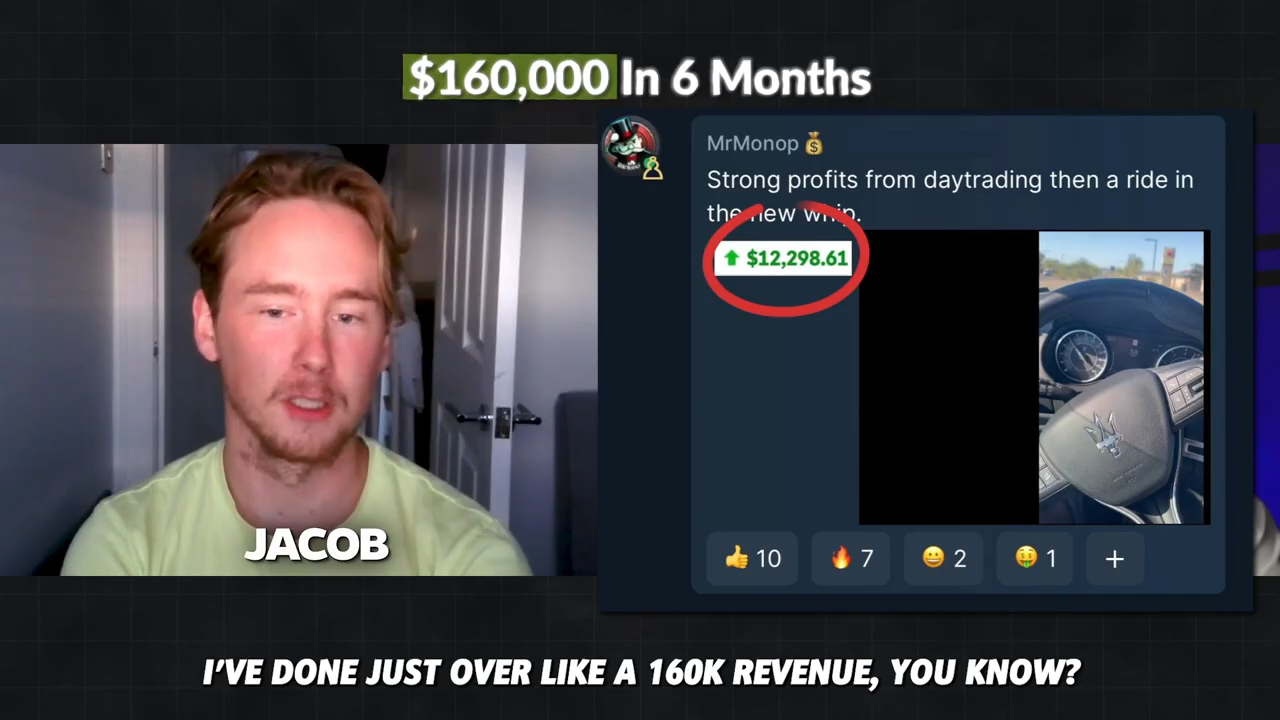 $160,000 In 6 Months
MrMonop💰
Strong profits from daytrading then a ride in
the new whip.
$12,298.61
👍 10
🔥 7
😀 2
🤑 1
+
JACOB
I'VE DONE JUST OVER LIKE A 160K REVENUE, YOU KNOW?